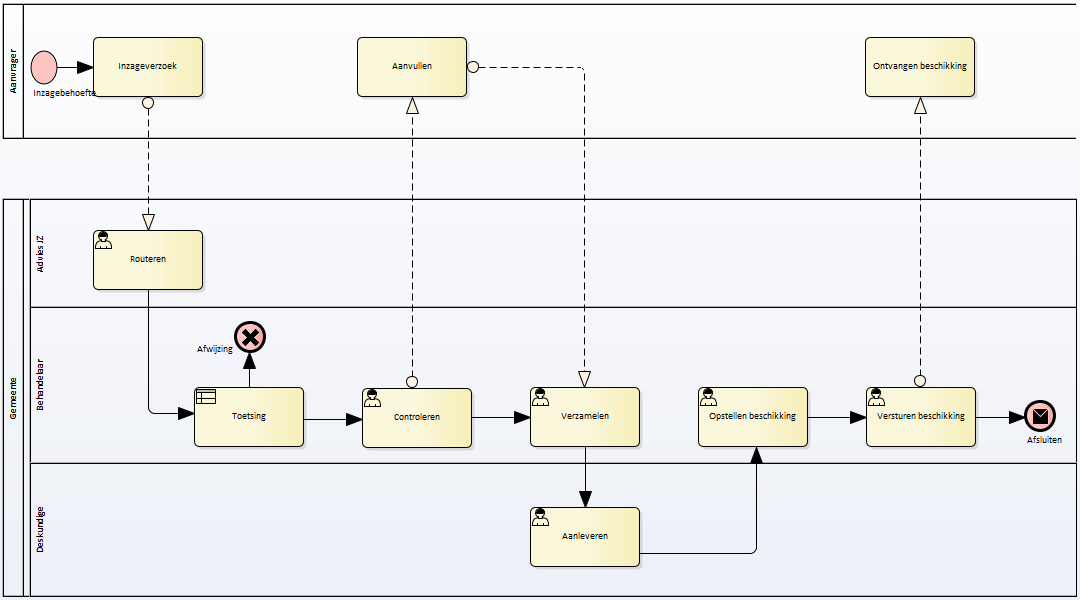 Aanvrager
Inzagebehoefte
Inzageverzoek
Aanvullen
Ontvangen beschikking
Gemeente
Advies JZ
Routeren
Behandelaar
Afwijzing
Toetsing
Controleren
Verzamelen
Opstellen beschikking
Versturen beschikking
Afsluiten
Deskundige
Aanleveren